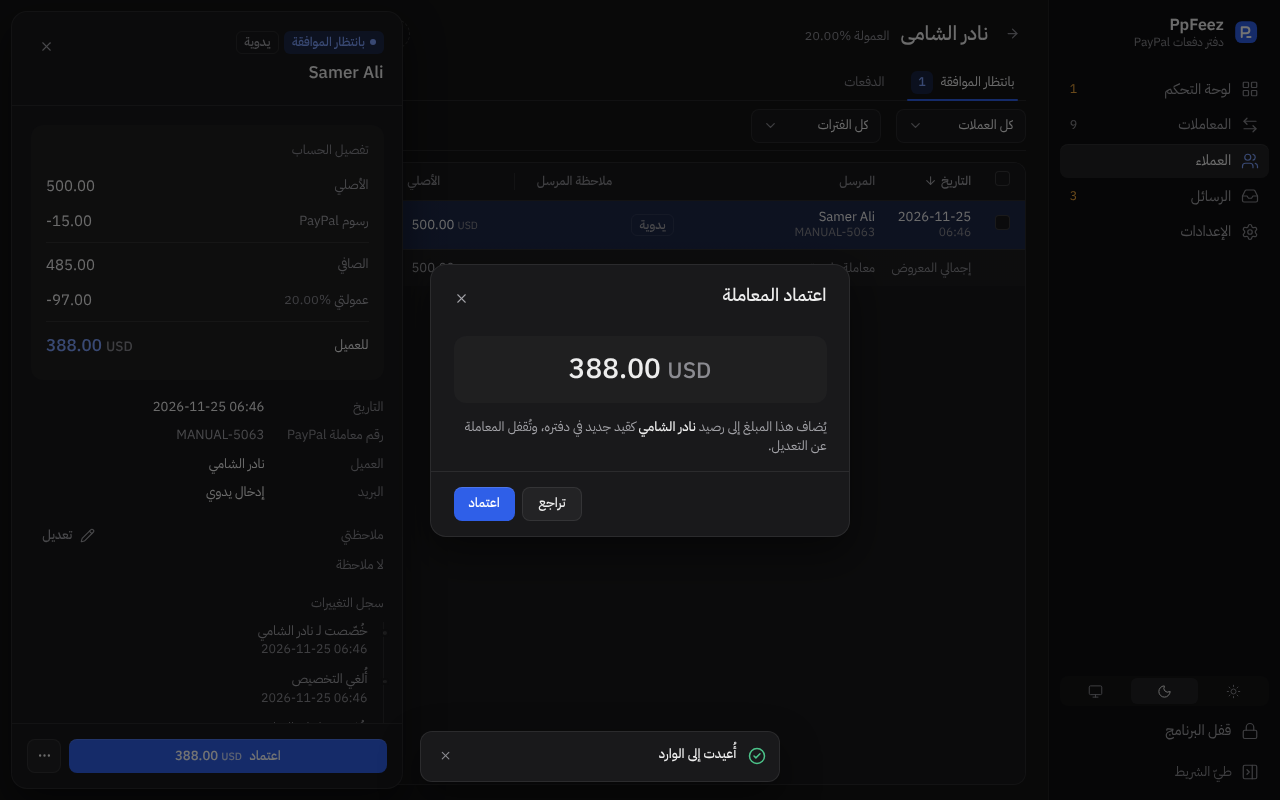 PpFeez
دفتر دفعات PayPal
لوحة التحكم 1
المعاملات 9
العملاء
الرسائل 3
الإعدادات
قفل البرنامج
طيّ الشريط
نادر الشامي العمولة 20.00%
بانتظار الموافقة 1 الدفعات
كل العملات كل الفترات
التاريخ المرسل ملاحظة المرسل الأصلي
2026-11-25 Samer Ali يدوية 500.00 USD
06:46 MANUAL-5063
إجمالي المعروض
اعتماد المعاملة
388.00 USD
يُضاف هذا المبلغ إلى رصيد نادر الشامي كقيد جديد في دفتره، وتُقفل المعاملة
عن التعديل.
تراجع اعتماد
أُعيدت إلى الوارد
بانتظار الموافقة يدوية
Samer Ali
تفصيل الحساب
الأصلي 500.00
رسوم PayPal -15.00
الصافي 485.00
عمولتي 20.00% -97.00
للعميل 388.00 USD
التاريخ 2026-11-25 06:46
رقم معاملة PayPal MANUAL-5063
العميل نادر الشامي
البريد إدخال يدوي
ملاحظتي تعديل
لا ملاحظة
سجل التغييرات
خُصّصت لـ نادر الشامي
2026-11-25 06:46
أُلغي التخصيص
2026-11-25 06:46
اعتماد 388.00 USD